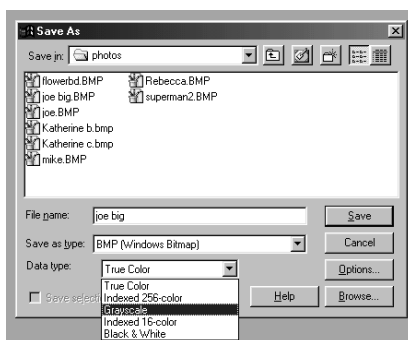 Save As
Save in: photos
flowerbd.BMP
joe big.BMP
joe.BMP
Katherine b.bmp
Katherine c.bmp
mike.BMP
Rebecca.BMP
superman2.BMP
File name: joe big Save
Save as type: BMP (Windows Bitmap) Cancel
Data type: True Color Options...
True Color
Indexed 256-color
Grayscale
Indexed 16-color
Black & White
Save Help Browse...